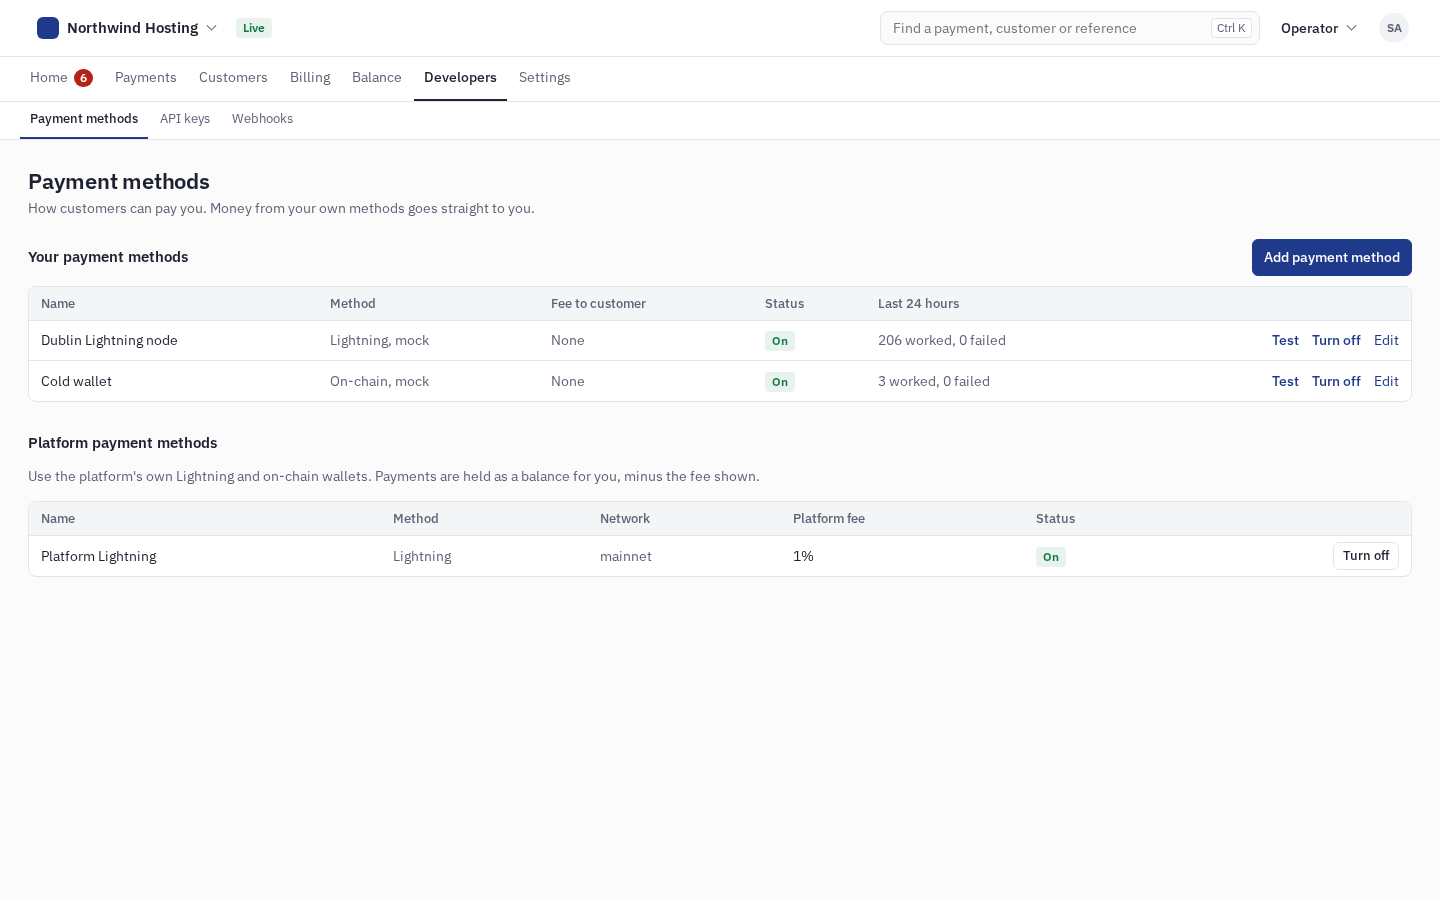 Northwind Hosting
Live
Find a payment, customer or reference
Ctrl K
Operator
SA
Home 6 Payments Customers Billing Balance Developers Settings
Payment methods API keys Webhooks
Payment methods
How customers can pay you. Money from your own methods goes straight to you.
Your payment methods
Add payment method
Name Method Fee to customer Status Last 24 hours
Dublin Lightning node Lightning, mock None On 206 worked, 0 failed Test Turn off Edit
Cold wallet On-chain, mock None On 3 worked, 0 failed Test Turn off Edit
Platform payment methods
Use the platform's own Lightning and on-chain wallets. Payments are held as a balance for you, minus the fee shown.
Name Method Network Platform fee Status
Platform Lightning Lightning mainnet 1% On Turn off